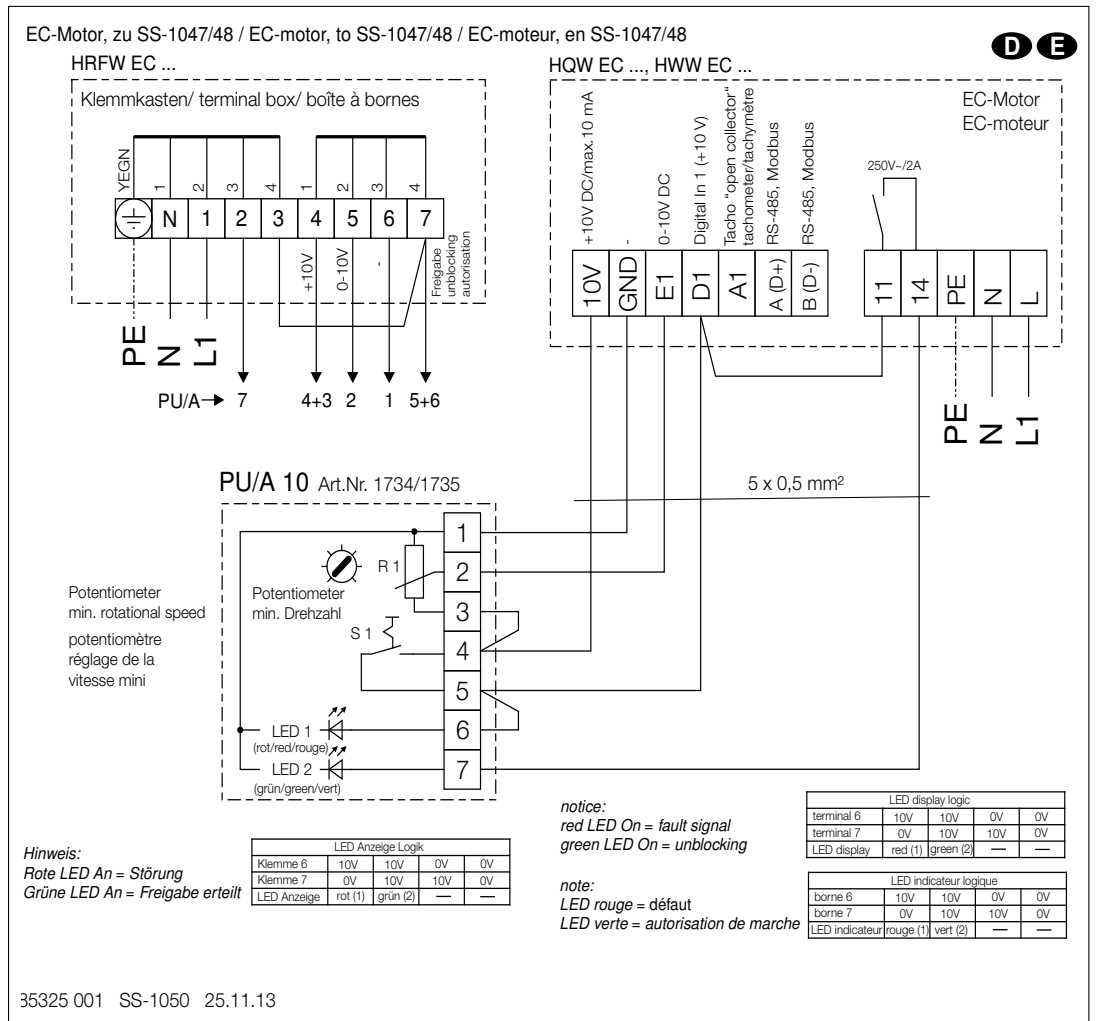 EC-Motor, zu SS-1047/48 / EC-motor, to SS-1047/48 / EC-moteur, en SS-1047/48
D E
HRFW EC ...
Klemmkasten/ terminal box/ boîte à bornes
YEGN 1 2 3 4 1 2 3 4
N 1 2 3 4 5 6 7
+10V 0-10V -
Freigabe
unblocking
autorisation
PE N L1
PU/A 7 4+3 2 1 5+6
HQW EC ..., HWW EC ...
EC-Motor
EC-moteur
+10V DC/max.10 mA
-
0-10V DC
Digital In 1 (+10 V)
Tacho "open collector"
tachometer/tachymètre
RS-485, Modbus
RS-485, Modbus
250V~/2A
10V GND E1 D1 A1 A (D+) B (D-) 11 14 PE N L
PE N L1
5 x 0,5 mm²
PU/A 10 Art.Nr. 1734/1735
1
R 1 2
3
S 1 4
5
6
7
Potentiometer
min. Drehzahl
Potentiometer
min. rotational speed
potentiomètre
réglage de la
vitesse mini
LED 1
(rot/red/rouge)
LED 2
(grün/green/vert)
Hinweis:
Rote LED An = Störung
Grüne LED An = Freigabe erteilt
LED Anzeige Logik
Klemme 6 10V 10V 0V 0V
Klemme 7 0V 10V 10V 0V
LED Anzeige rot (1) grün (2) — —
notice:
red LED On = fault signal
green LED On = unblocking
LED display logic
terminal 6 10V 10V 0V 0V
terminal 7 0V 10V 10V 0V
LED display red (1) green (2) — —
note:
LED rouge = défaut
LED verte = autorisation de marche
LED indicateur logique
borne 6 10V 10V 0V 0V
borne 7 0V 10V 10V 0V
LED indicateur rouge (1) vert (2) — —
85325 001 SS-1050 25.11.13